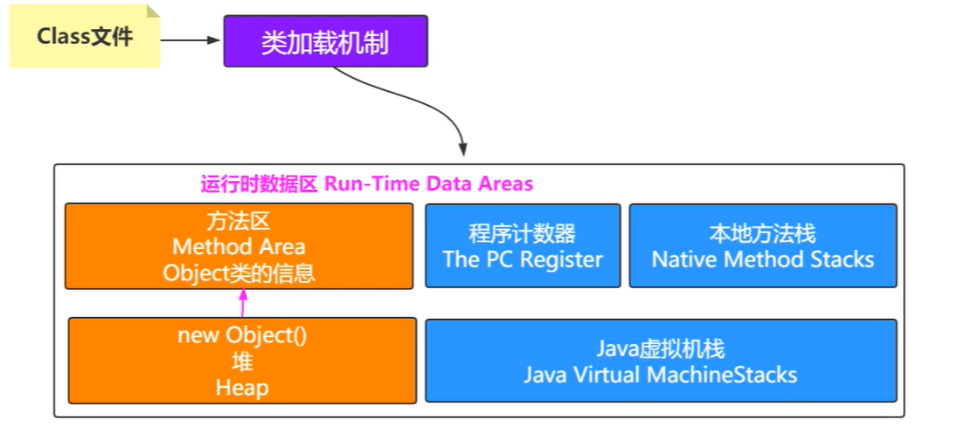 Class文件
类加载机制
运行时数据区 Run-Time Data Areas
方法区
Method Area
Object类的信息
程序计数器
The PC Register
本地方法栈
Native Method Stacks
new Object()
堆
Heap
Java虚拟机栈
Java Virtual MachineStacks